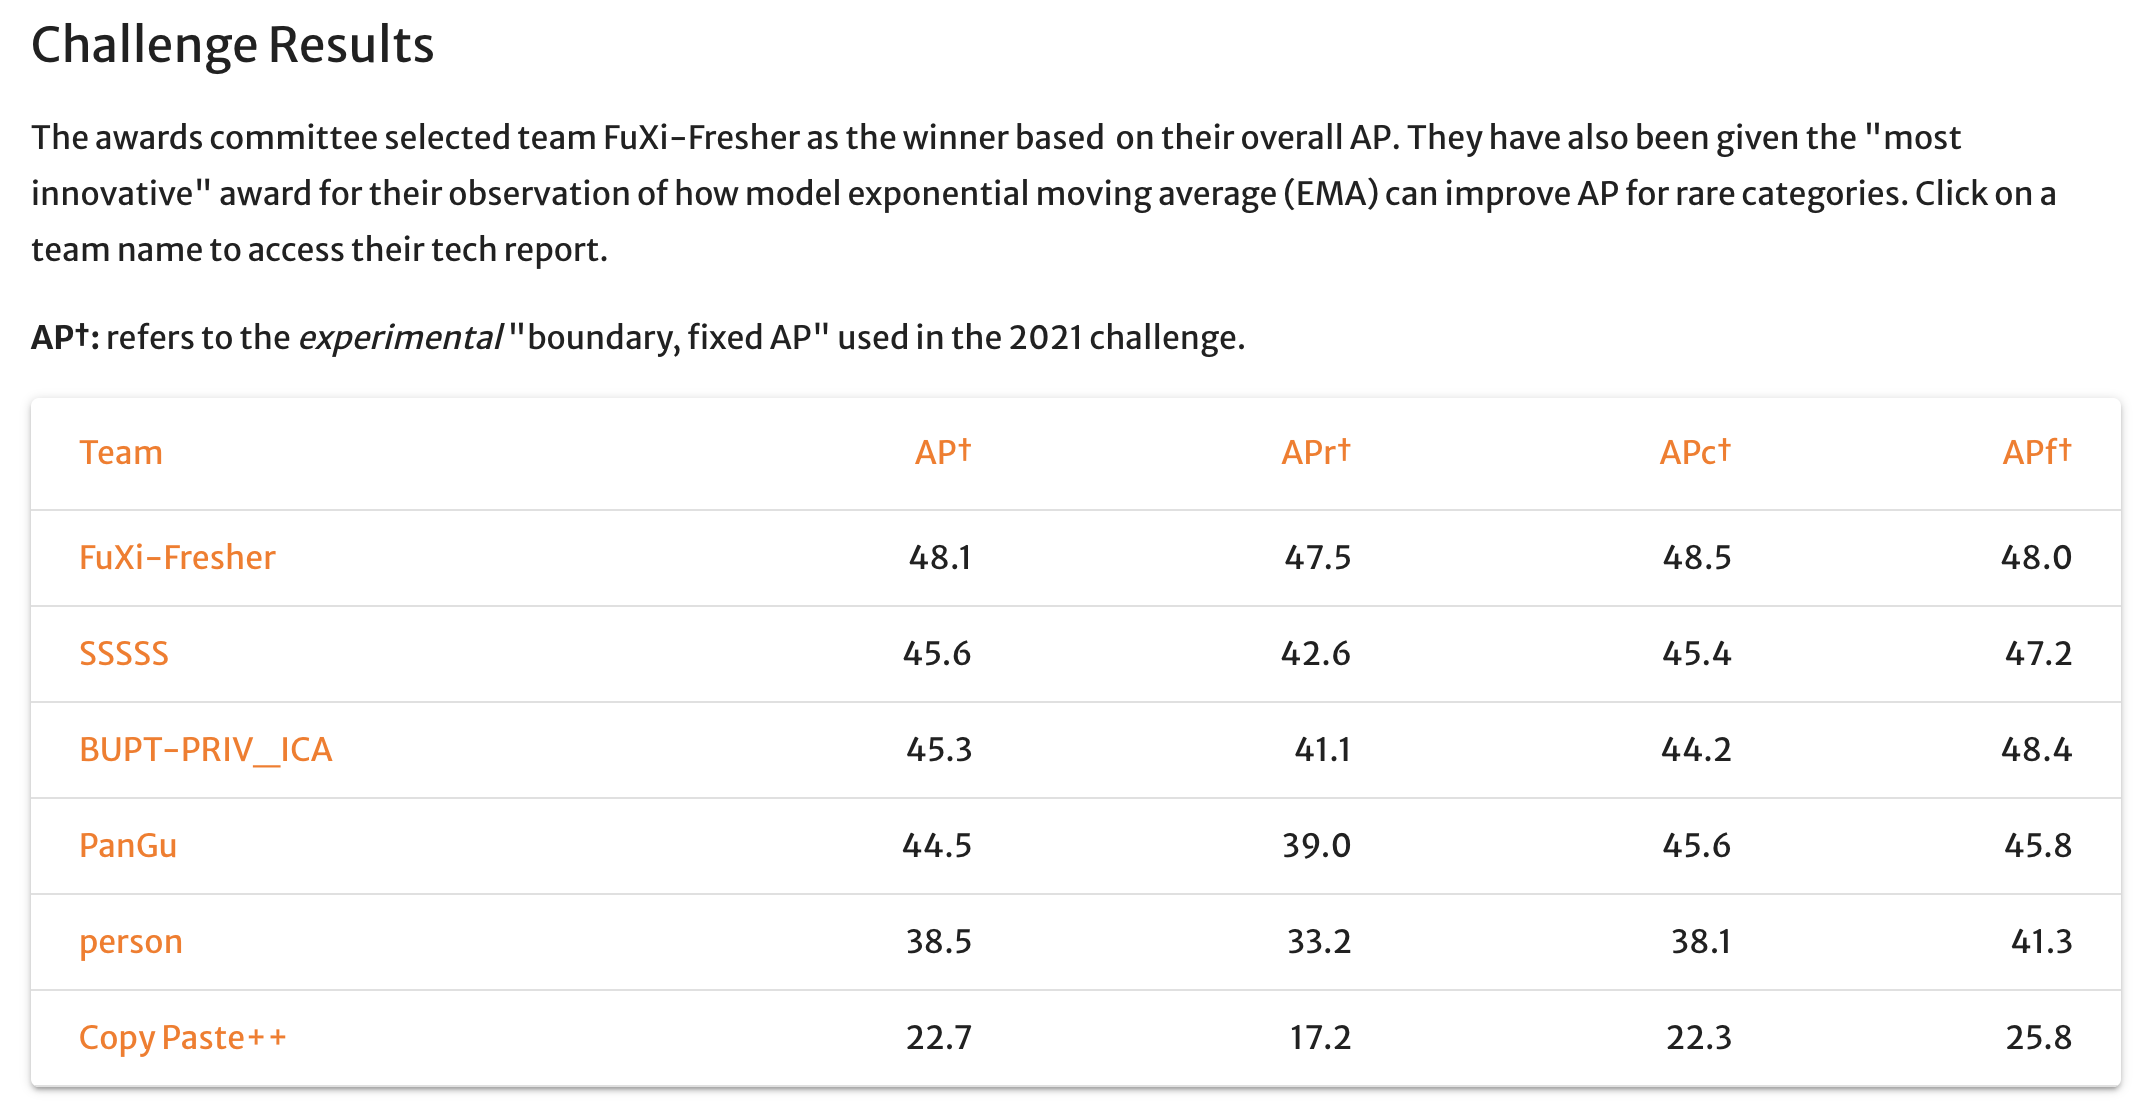 Challenge Results
The awards committee selected team FuXi-Fresher as the winner based on their overall AP. They have also been given the "most
innovative" award for their observation of how model exponential moving average (EMA) can improve AP for rare categories. Click on a
team name to access their tech report.
AP†: refers to the experimental "boundary, fixed AP" used in the 2021 challenge.
Team AP† APr† APc† APf†
FuXi-Fresher 48.1 47.5 48.5 48.0
SSSSS 45.6 42.6 45.4 47.2
BUPT-PRIV_ICA 45.3 41.1 44.2 48.4
PanGu 44.5 39.0 45.6 45.8
person 38.5 33.2 38.1 41.3
Copy Paste++ 22.7 17.2 22.3 25.8